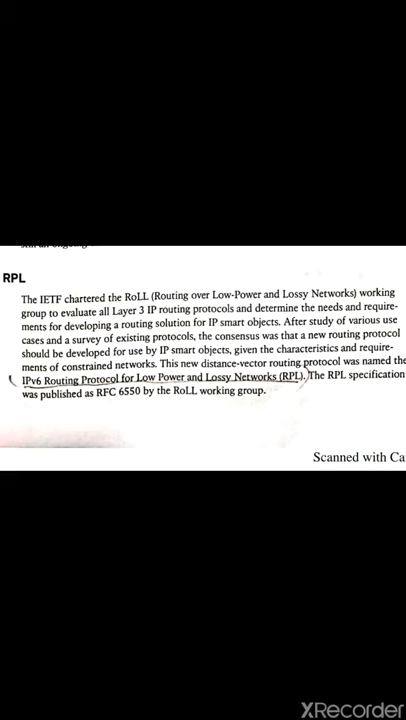 RPL
The IETF chartered the RoLL (Routing over Low-Power and Lossy Networks) working
group to evaluate all Layer 3 IP routing protocols and determine the needs and require-
ments for developing a routing solution for IP smart objects. After study of various use
cases and a survey of existing protocols, the consensus was that a new routing protocol
should be developed for use by IP smart objects, given the characteristics and require-
ments of constrained networks. This new distance-vector routing protocol was named the
IPv6 Routing Protocol for Low Power and Lossy Networks (RPL). The RPL specification
was published as RFC 6550 by the RoLL working group.
Scanned with Ca
XRecorder